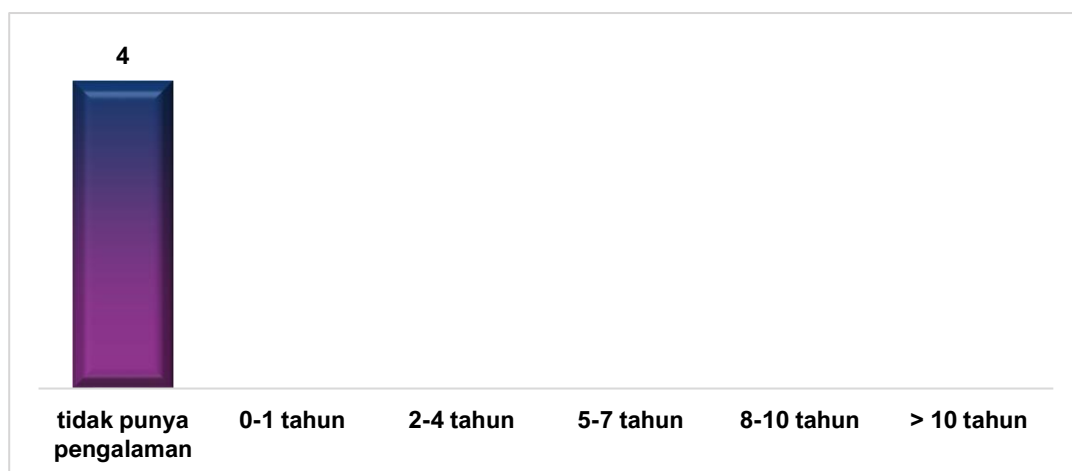 4
tidak punya
pengalaman
0-1 tahun
2-4 tahun
5-7 tahun
8-10 tahun
> 10 tahun